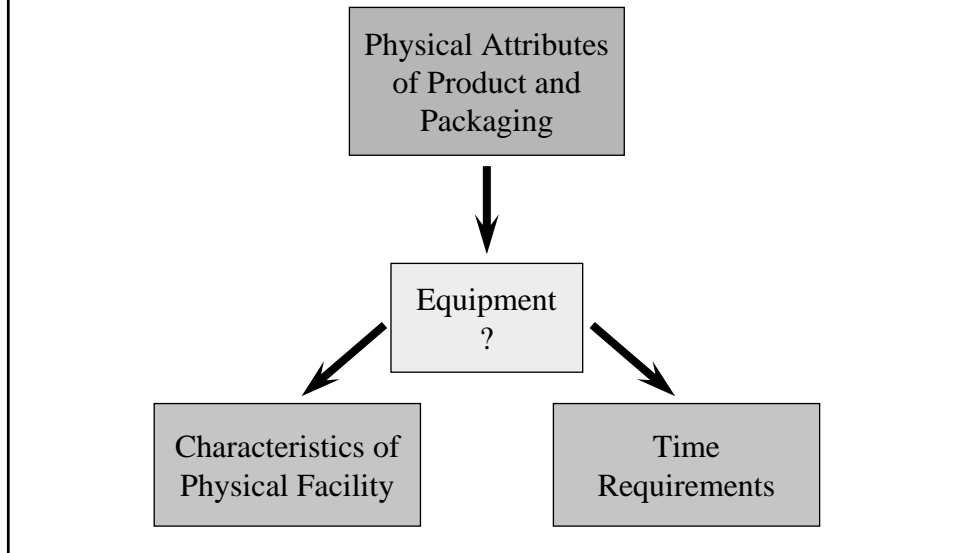 Physical Attributes
of Product and
Packaging
Equipment
?
Characteristics of
Physical Facility
Time
Requirements